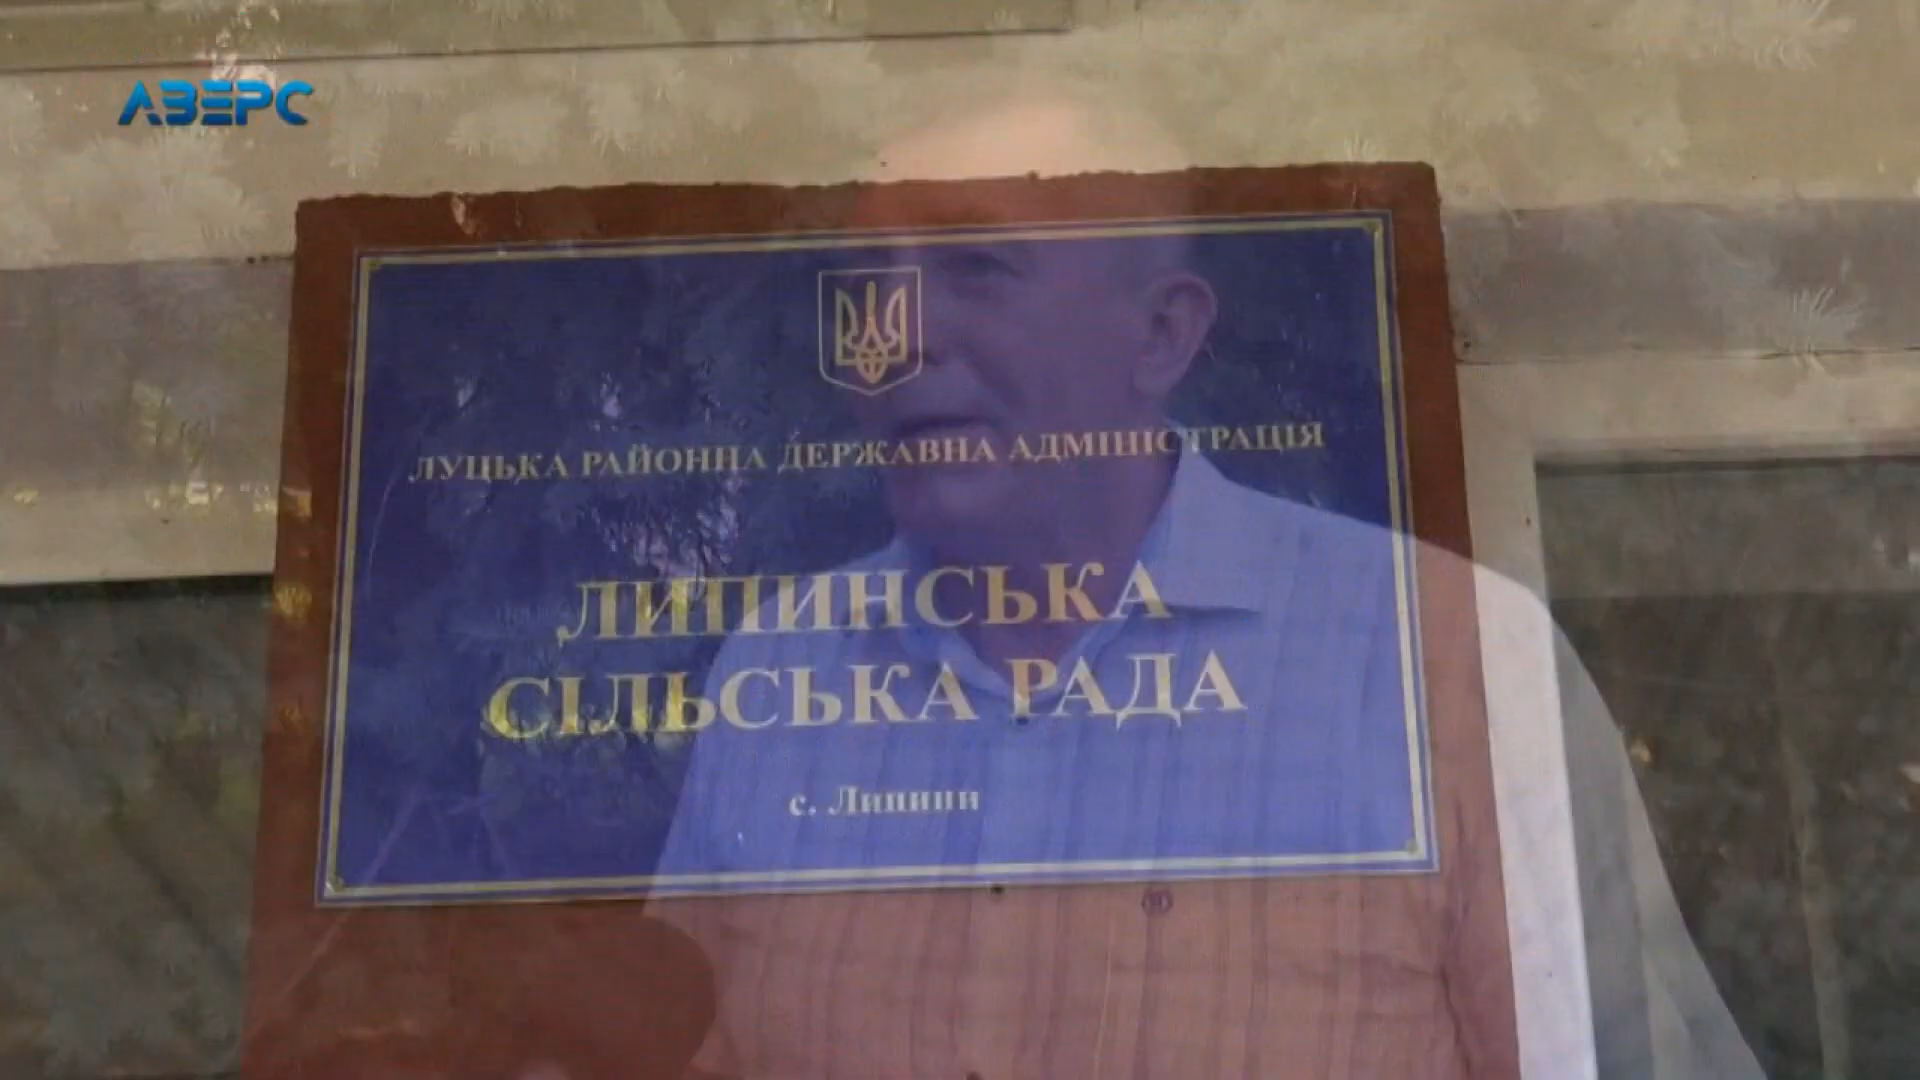 АВЕРС
ЛУЦЬКА РАЙОННА ДЕРЖАВНА АДМІНІСТРАЦІЯ
ЛИПИНСЬКА
СІЛЬСЬКА РАДА
с. Липини